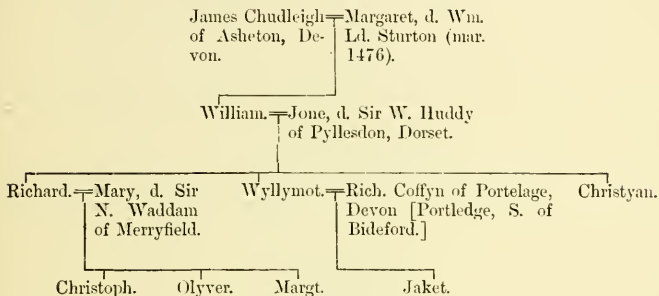 James Chudleigh=Margaret, d. Wm.
of Asheton, De- Ld. Sturton (mar.
von. 1476).
William.=Jone, d. Sir W. Huddy
of Pyllesdon, Dorset.
Richard.=Mary, d. Sir Wyllymot.=Rich. Coffyn of Portelage, Christyan.
N. Waddam Devon [Portledge, S. of
of Merryfield. Bideford.]
Christoph. Olyver. Margt. Jaket.